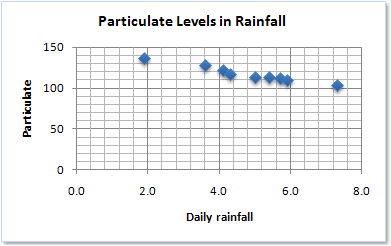 Particulate Levels in Rainfall
150
100
50
0
Particulate
0.0 2.0 4.0 6.0 8.0
Daily rainfall